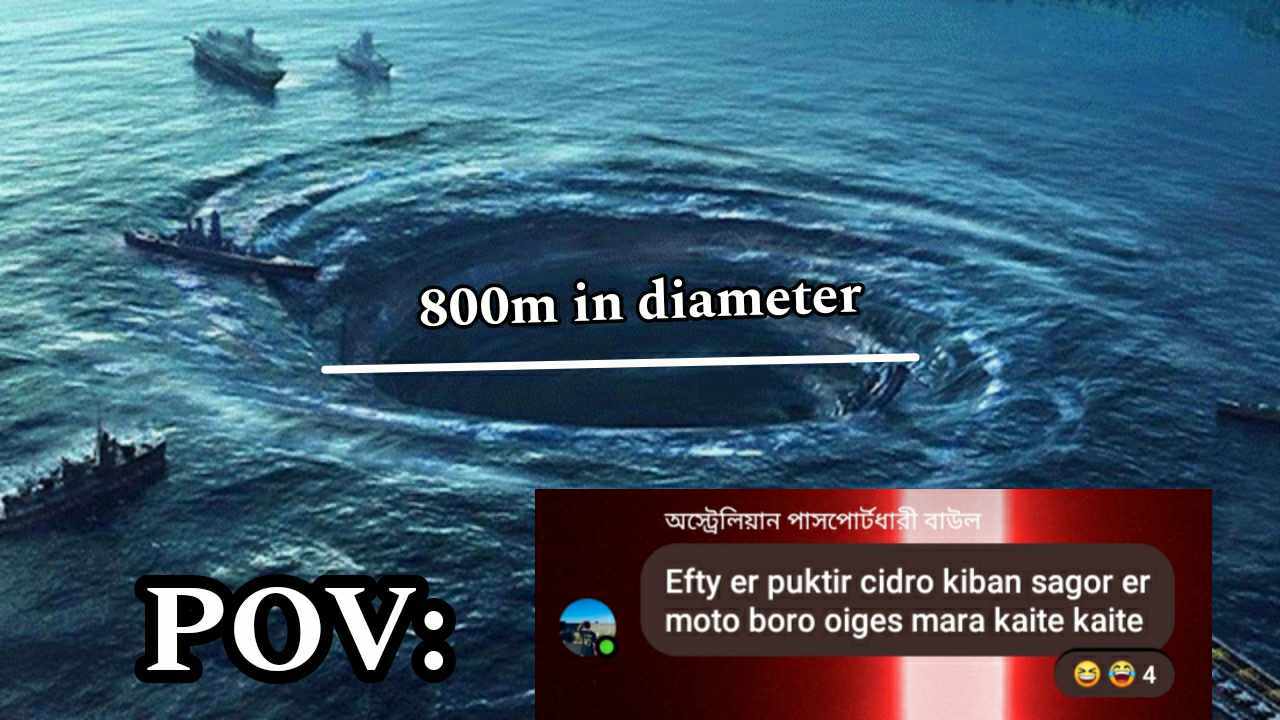 800m in diameter
অস্ট্রেলিয়ান পাসপোর্টধারী বাউল
Efty er puktir cidro kiban sagor er
moto boro oiges mara kaite kaite
4
POV: